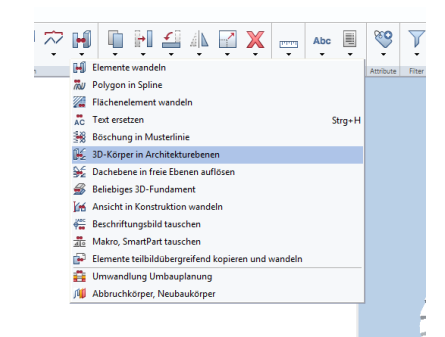 Abc
Attribute
Filter
Elemente wandeln
Polygon in Spline
Flächenelement wandeln
Text ersetzen Strg+H
Böschung in Musterlinie
3D-Körper in Architekturebenen
Dachebene in freie Ebenen auflösen
Beliebiges 3D-Fundament
Ansicht in Konstruktion wandeln
Beschriftungsbild tauschen
Makro, SmartPart tauschen
Elemente teilbildübergreifend kopieren und wandeln
Umwandlung Umbauplanung
Abbruchkörper, Neubaukörper